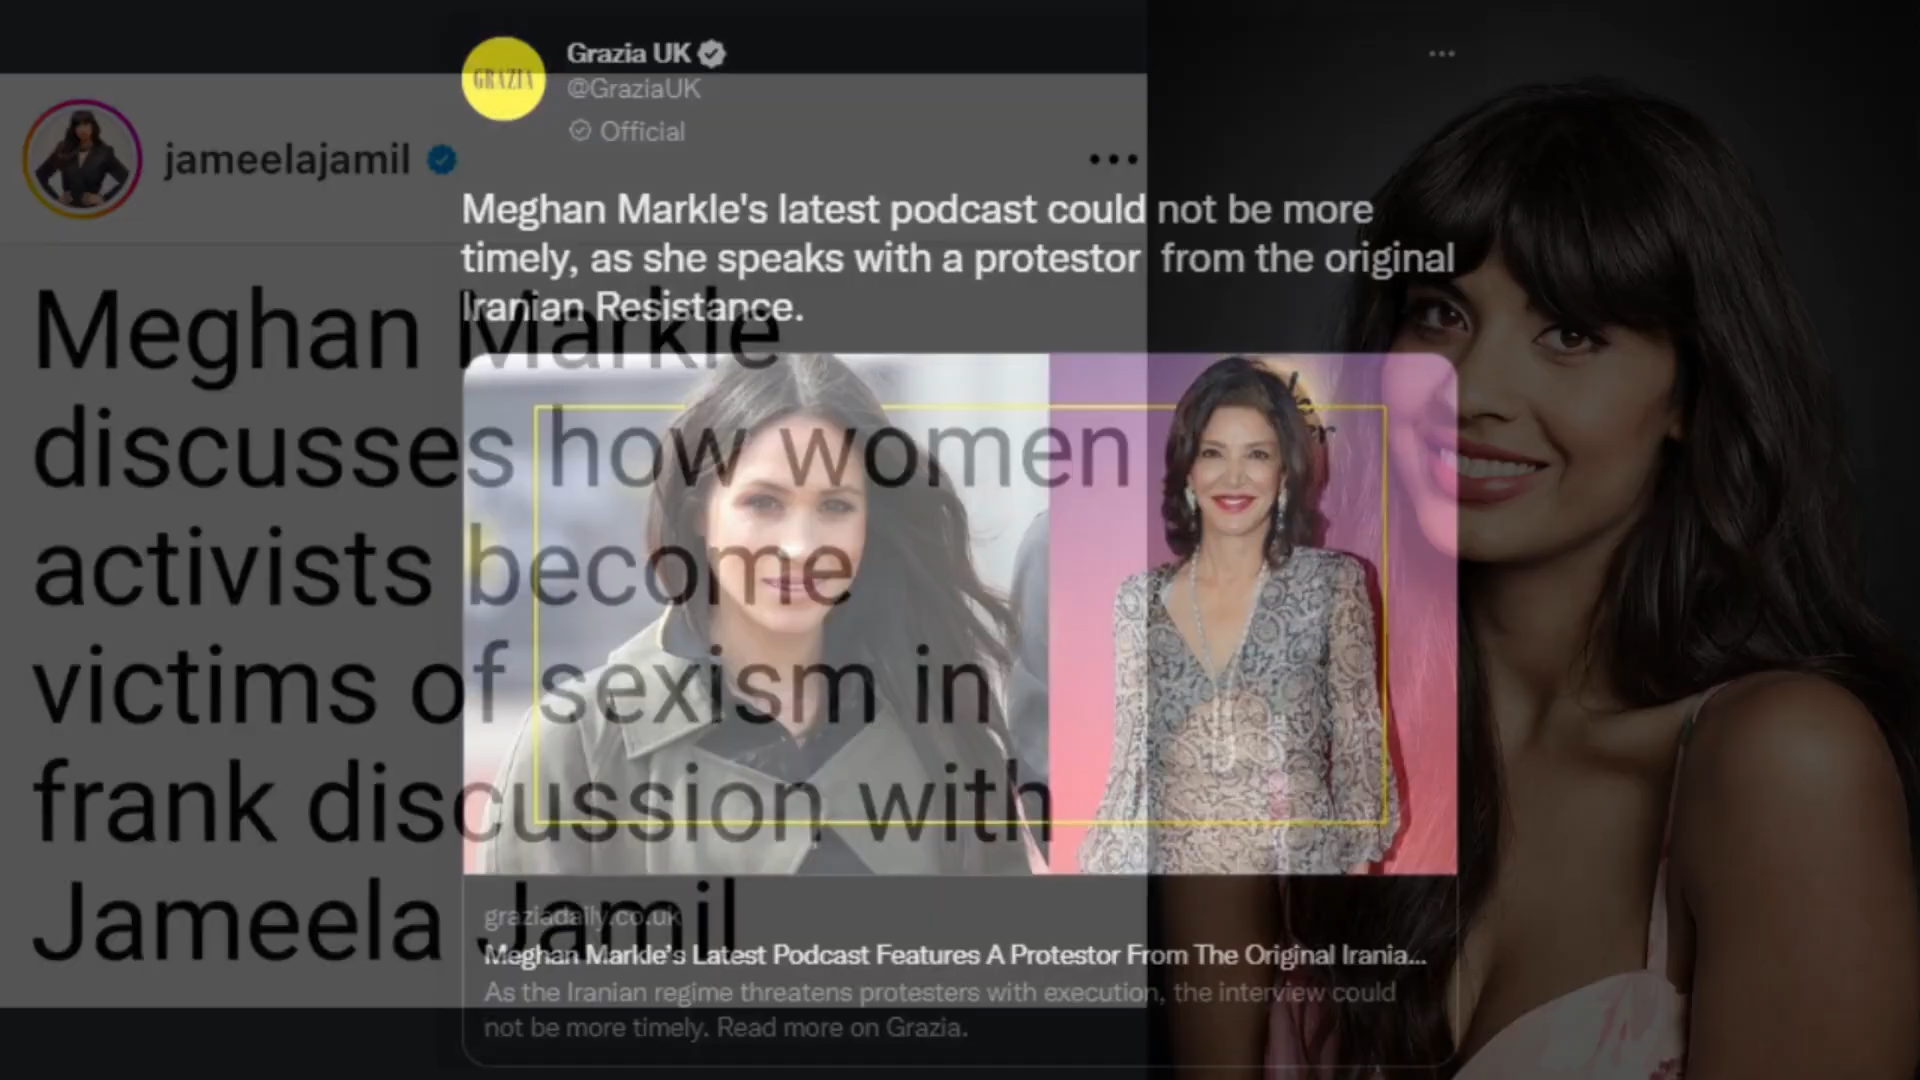 Grazia UK
@GraziaUK
Official
GRAZIA
Meghan Markle's latest podcast could not be more
timely, as she speaks with a protestor from the original
Iranian Resistance.
graziadaily.co.uk
Meghan Markle's Latest Podcast Features A Protestor From The Original Irania...
As the Iranian regime threatens protesters with execution, the interview could
not be more timely. Read more on Grazia.
jameelajamil
Meghan Markle
discusses how women
activists become
victims of sexism in
frank discussion with
Jameela Jamil